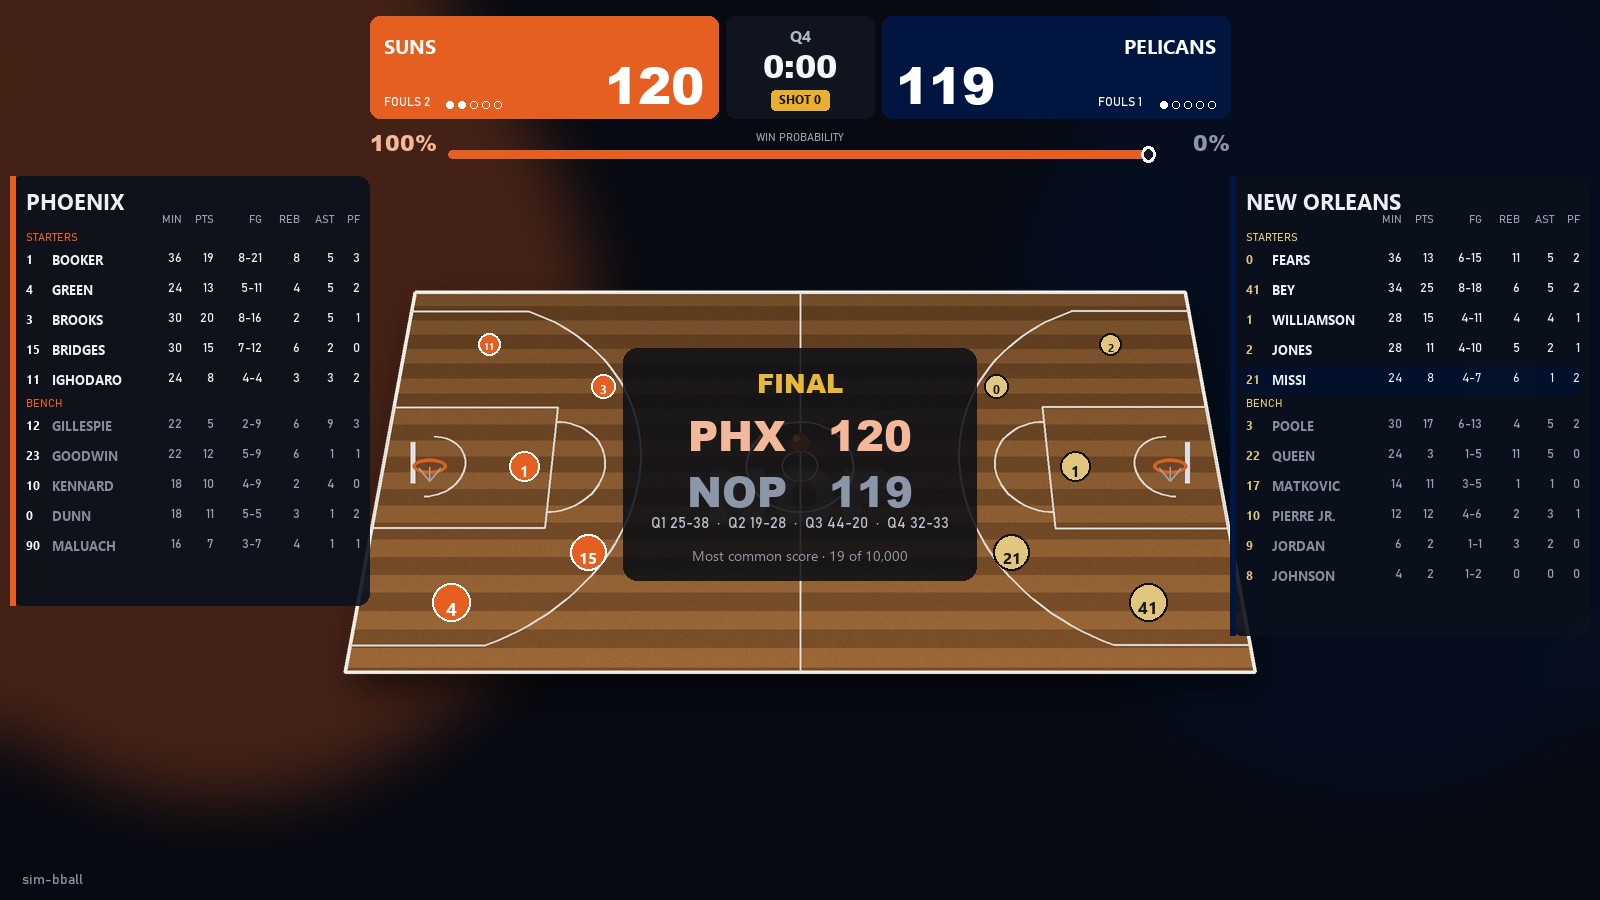 SUNS
120
FOULS 2
Q4
0:00
SHOT 0
PELICANS
119
FOULS 1
100%
WIN PROBABILITY
0%
PHOENIX
MIN PTS FG REB AST PF
STARTERS
1 BOOKER 36 19 8-21 8 5 3
4 GREEN 24 13 5-11 4 5 2
3 BROOKS 30 20 8-16 2 5 1
15 BRIDGES 30 15 7-12 6 2 0
11 IGHODARO 24 8 4-4 3 3 2
BENCH
12 GILLESPIE 22 5 2-9 6 9 3
23 GOODWIN 22 12 5-9 6 1 1
10 KENNARD 18 10 4-9 2 4 0
0 DUNN 18 11 5-5 3 1 2
90 MALUACH 16 7 3-7 4 1 1
NEW ORLEANS
MIN PTS FG REB AST PF
STARTERS
0 FEARS 36 13 6-15 11 5 2
41 BEY 34 25 8-18 6 5 2
1 WILLIAMSON 28 15 4-11 4 4 1
2 JONES 28 11 4-10 5 2 1
21 MISSI 24 8 4-7 6 1 2
BENCH
3 POOLE 30 17 6-13 4 5 2
22 QUEEN 24 3 1-5 11 5 0
17 MATKOVIC 14 11 3-5 1 1 0
10 PIERRE JR. 12 12 4-6 2 3 1
9 JORDAN 6 2 1-1 3 2 0
8 JOHNSON 4 2 1-2 0 0 0
11
3
1
15
4
2
0
1
21
41
FINAL
PHX 120
NOP 119
Q1 25-38 · Q2 19-28 · Q3 44-20 · Q4 32-33
Most common score · 19 of 10,000
sim-bball